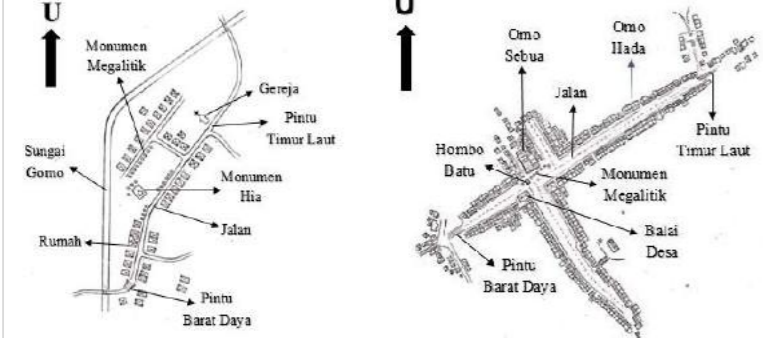 U
Monumen
Megalitik
Gereja
Pintu
Timur Laut
Sungai
Gomo
Monumen
Hia
Jalan
Rumah
Pintu
Barat Daya
U
Omo
Sebua
Omo
Hada
Jalan
Pintu
Timur Laut
Hombo
Batu
Monumen
Megalitik
Balai
Desa
Pintu
Barat Daya